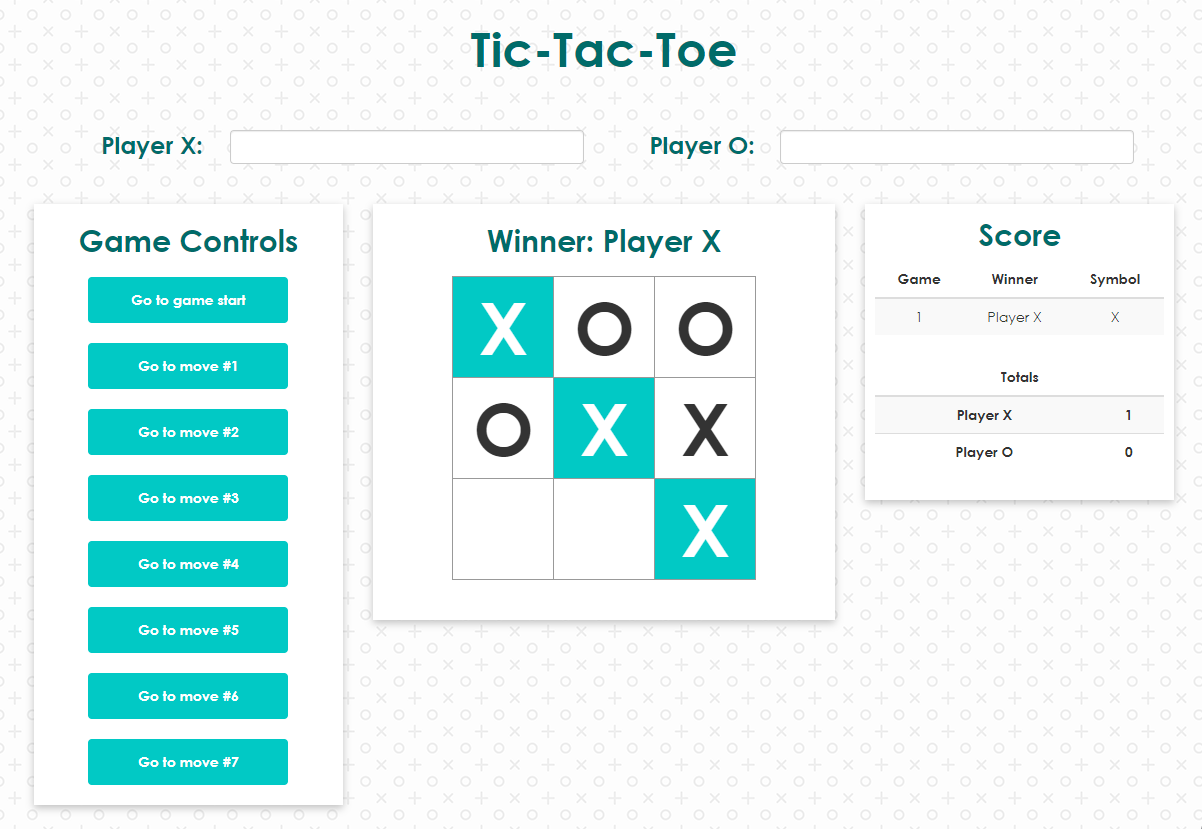 Tic-Tac-Toe
Player X:
Player O:
Game Controls
Go to game start
Go to move #1
Go to move #2
Go to move #3
Go to move #4
Go to move #5
Go to move #6
Go to move #7
Winner: Player X
X O O
O X X
X
Score
Game Winner Symbol
1 Player X X
Totals
Player X 1
Player O 0